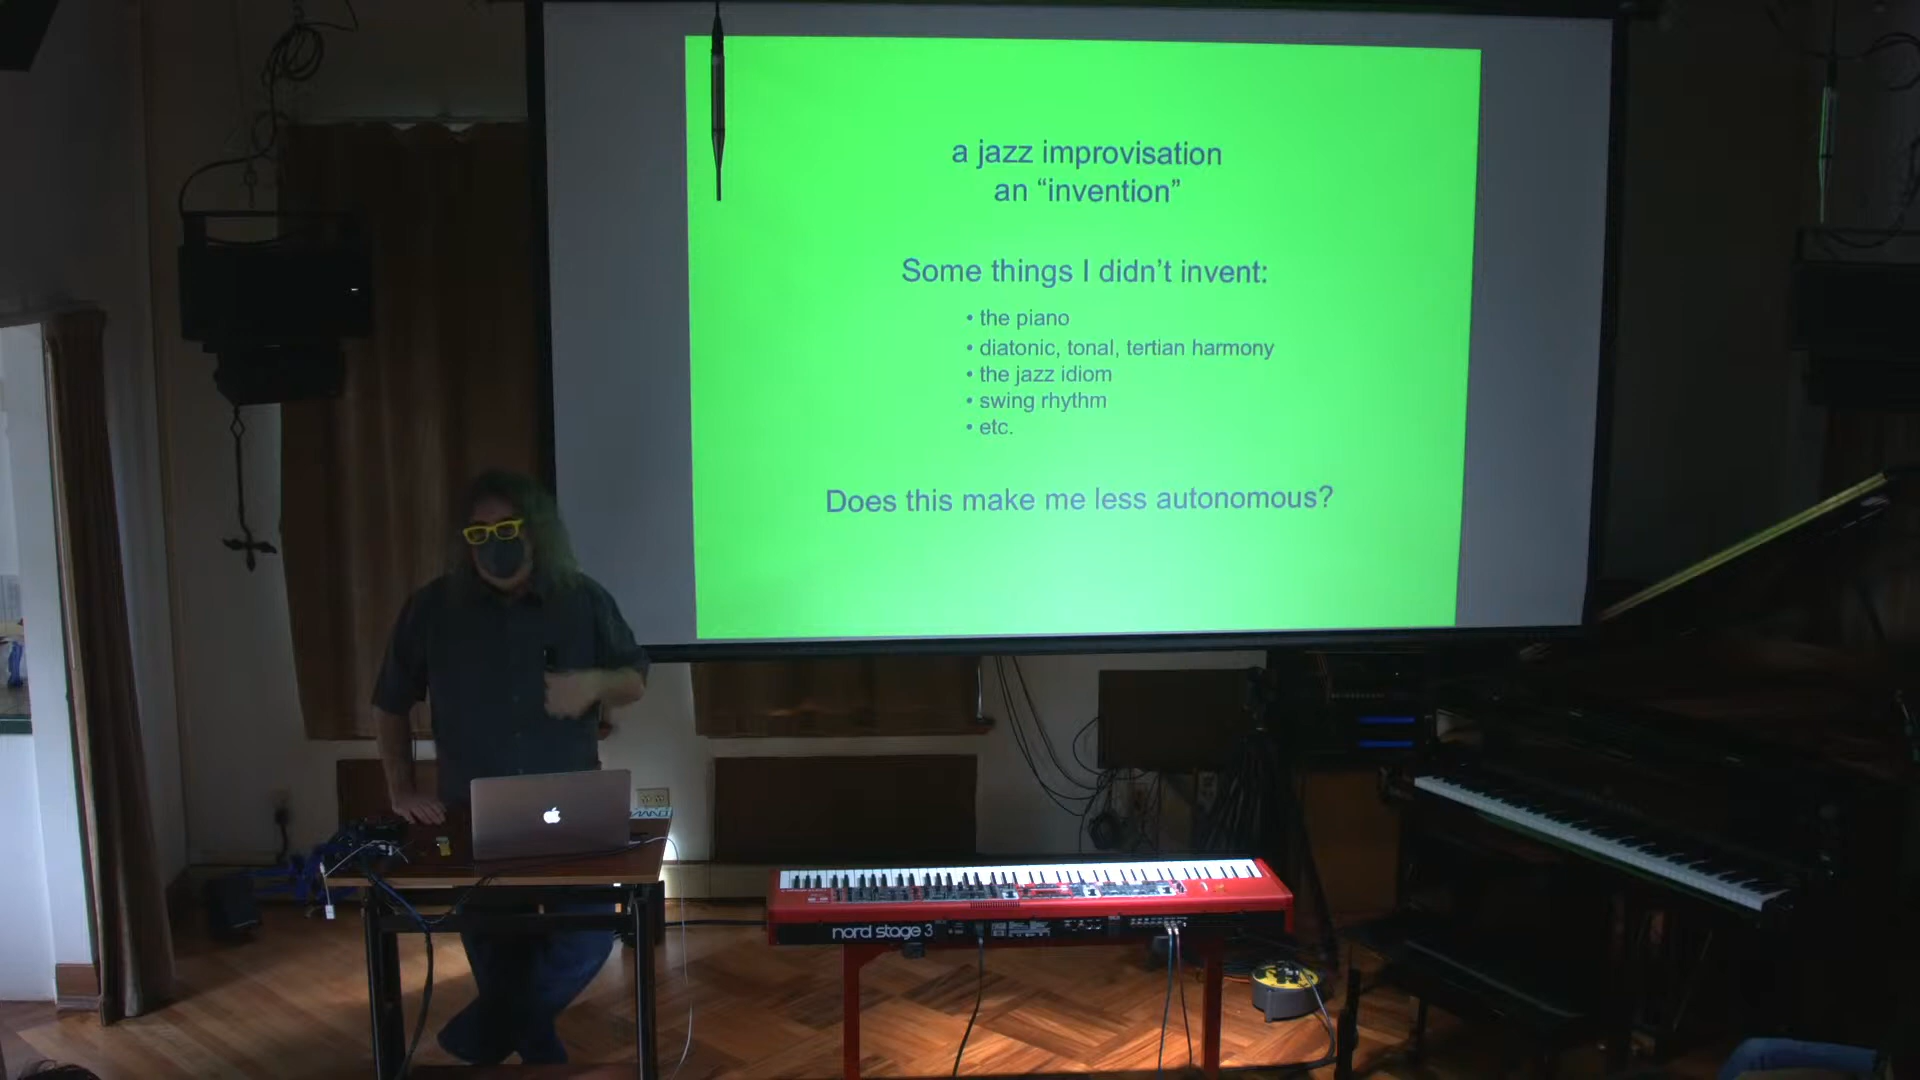 a jazz improvisation
an “invention”
Some things I didn’t invent:
• the piano
• diatonic, tonal, tertian harmony
• the jazz idiom
• swing rhythm
• etc.
Does this make me less autonomous?
nord stage 3